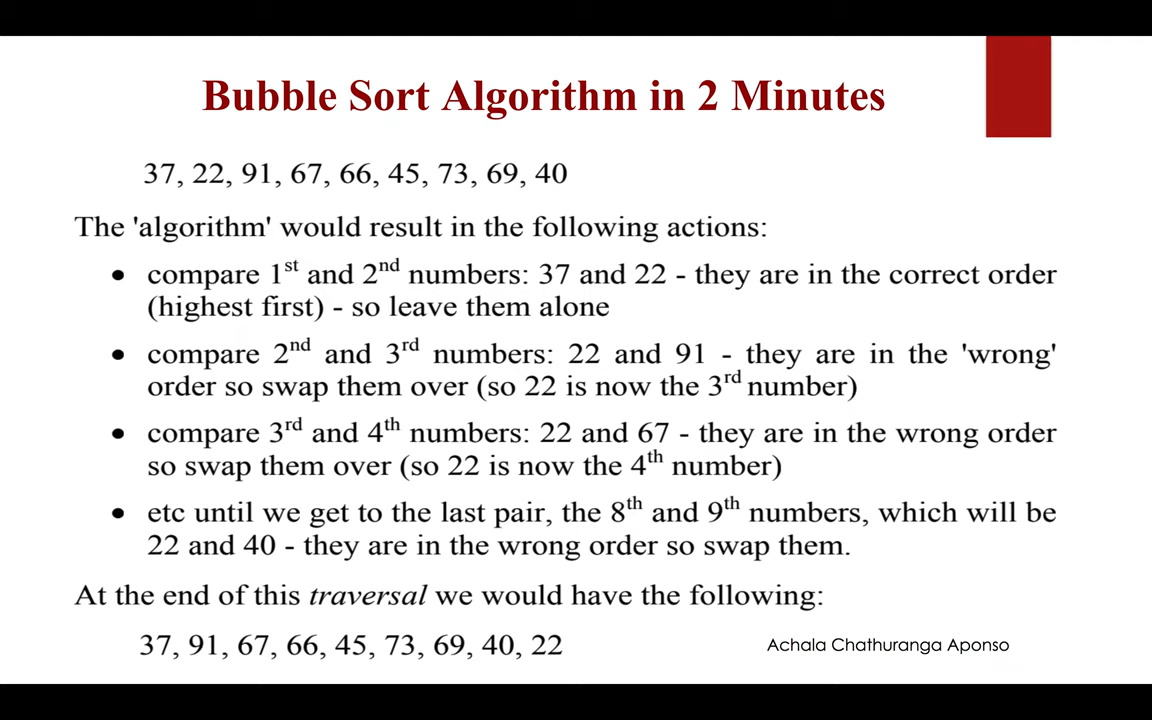 Bubble Sort Algorithm in 2 Minutes
37, 22, 91, 67, 66, 45, 73, 69, 40
The 'algorithm' would result in the following actions:
• compare 1st and 2nd numbers: 37 and 22 - they are in the correct order
(highest first) - so leave them alone
• compare 2nd and 3rd numbers: 22 and 91 - they are in the 'wrong'
order so swap them over (so 22 is now the 3rd number)
• compare 3rd and 4th numbers: 22 and 67 - they are in the wrong order
so swap them over (so 22 is now the 4th number)
• etc until we get to the last pair, the 8th and 9th numbers, which will be
22 and 40 - they are in the wrong order so swap them.
At the end of this traversal we would have the following:
37, 91, 67, 66, 45, 73, 69, 40, 22
Achala Chathuranga Aponso